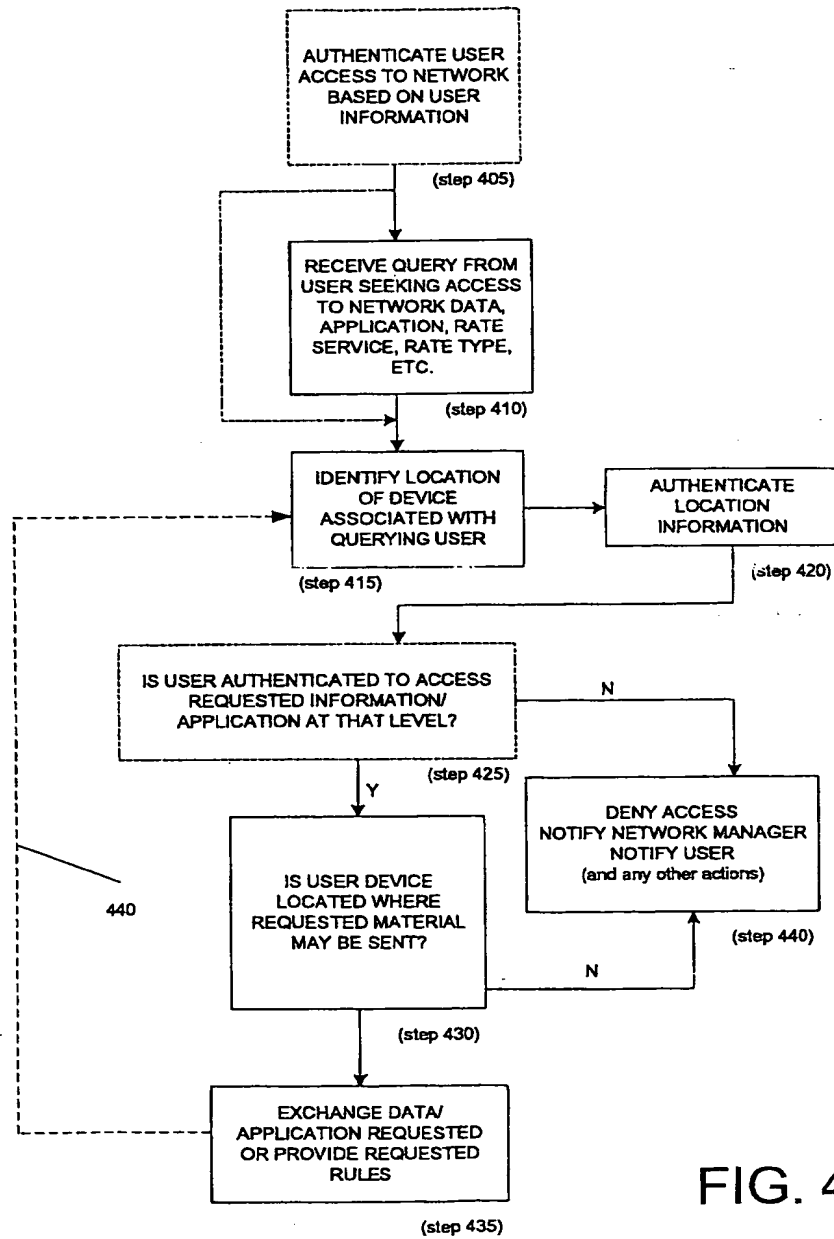 AUTHENTICATE USER
ACCESS TO NETWORK
BASED ON USER
INFORMATION
(step 405)
RECEIVE QUERY FROM
USER SEEKING ACCESS
TO NETWORK DATA,
APPLICATION, RATE
SERVICE, RATE TYPE,
ETC.
(step 410)
IDENTIFY LOCATION
OF DEVICE
ASSOCIATED WITH
QUERYING USER
(step 415)
AUTHENTICATE
LOCATION
INFORMATION
(step 420)
IS USER AUTHENTICATED TO ACCESS
REQUESTED INFORMATION/
APPLICATION AT THAT LEVEL?
(step 425)
N
Y
DENY ACCESS
NOTIFY NETWORK MANAGER
NOTIFY USER
(and any other actions)
(step 440)
IS USER DEVICE
LOCATED WHERE
REQUESTED MATERIAL
MAY BE SENT?
(step 430)
N
440
EXCHANGE DATA/
APPLICATION REQUESTED
OR PROVIDE REQUESTED
RULES
(step 435)
FIG. 4